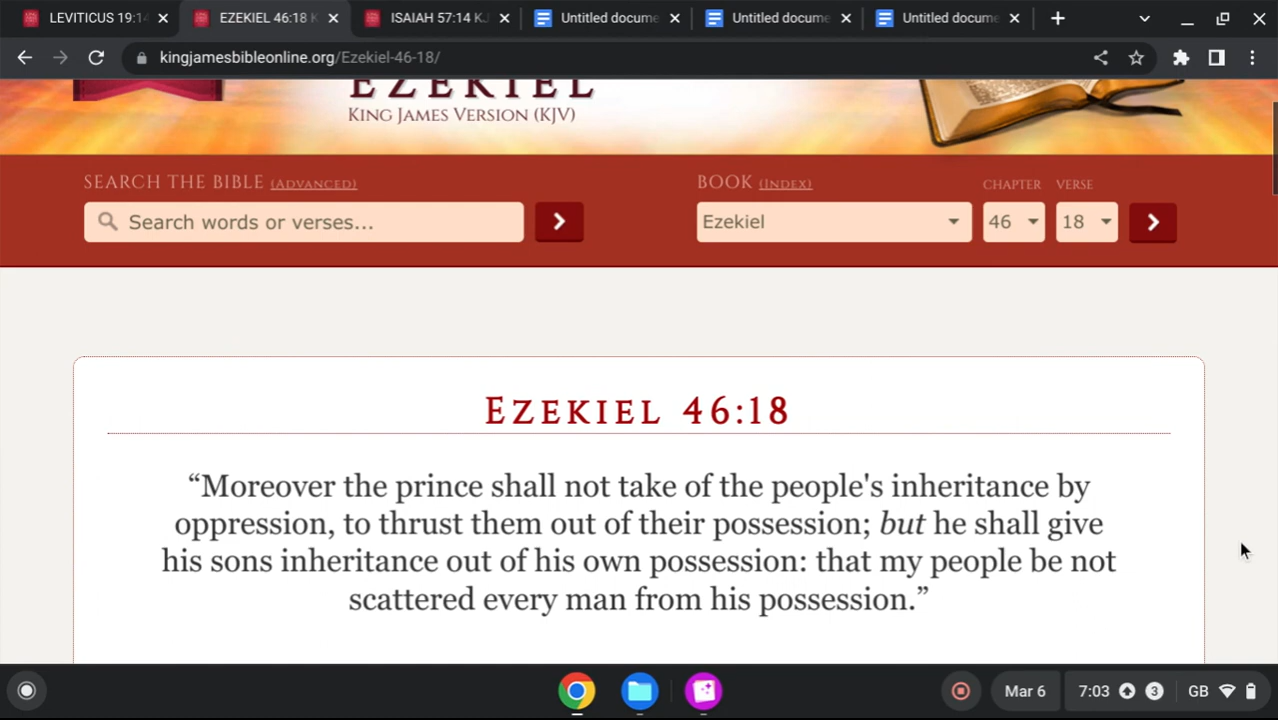 LEVITICUS 19:14
EZEKIEL 46:18 K
ISAIAH 57:14 KJ
Untitled docume
Untitled docume
Untitled docume
kingjamesbibleonline.org/Ezekiel-46-18/
EZEKIEL
KING JAMES VERSION (KJV)
SEARCH THE BIBLE (ADVANCED)
BOOK (INDEX)
CHAPTER
VERSE
Search words or verses...
Ezekiel
46
18
EZEKIEL 46:18
“Moreover the prince shall not take of the people's inheritance by
oppression, to thrust them out of their possession; but he shall give
his sons inheritance out of his own possession: that my people be not
scattered every man from his possession.”
Mar 6
7:03
3
GB